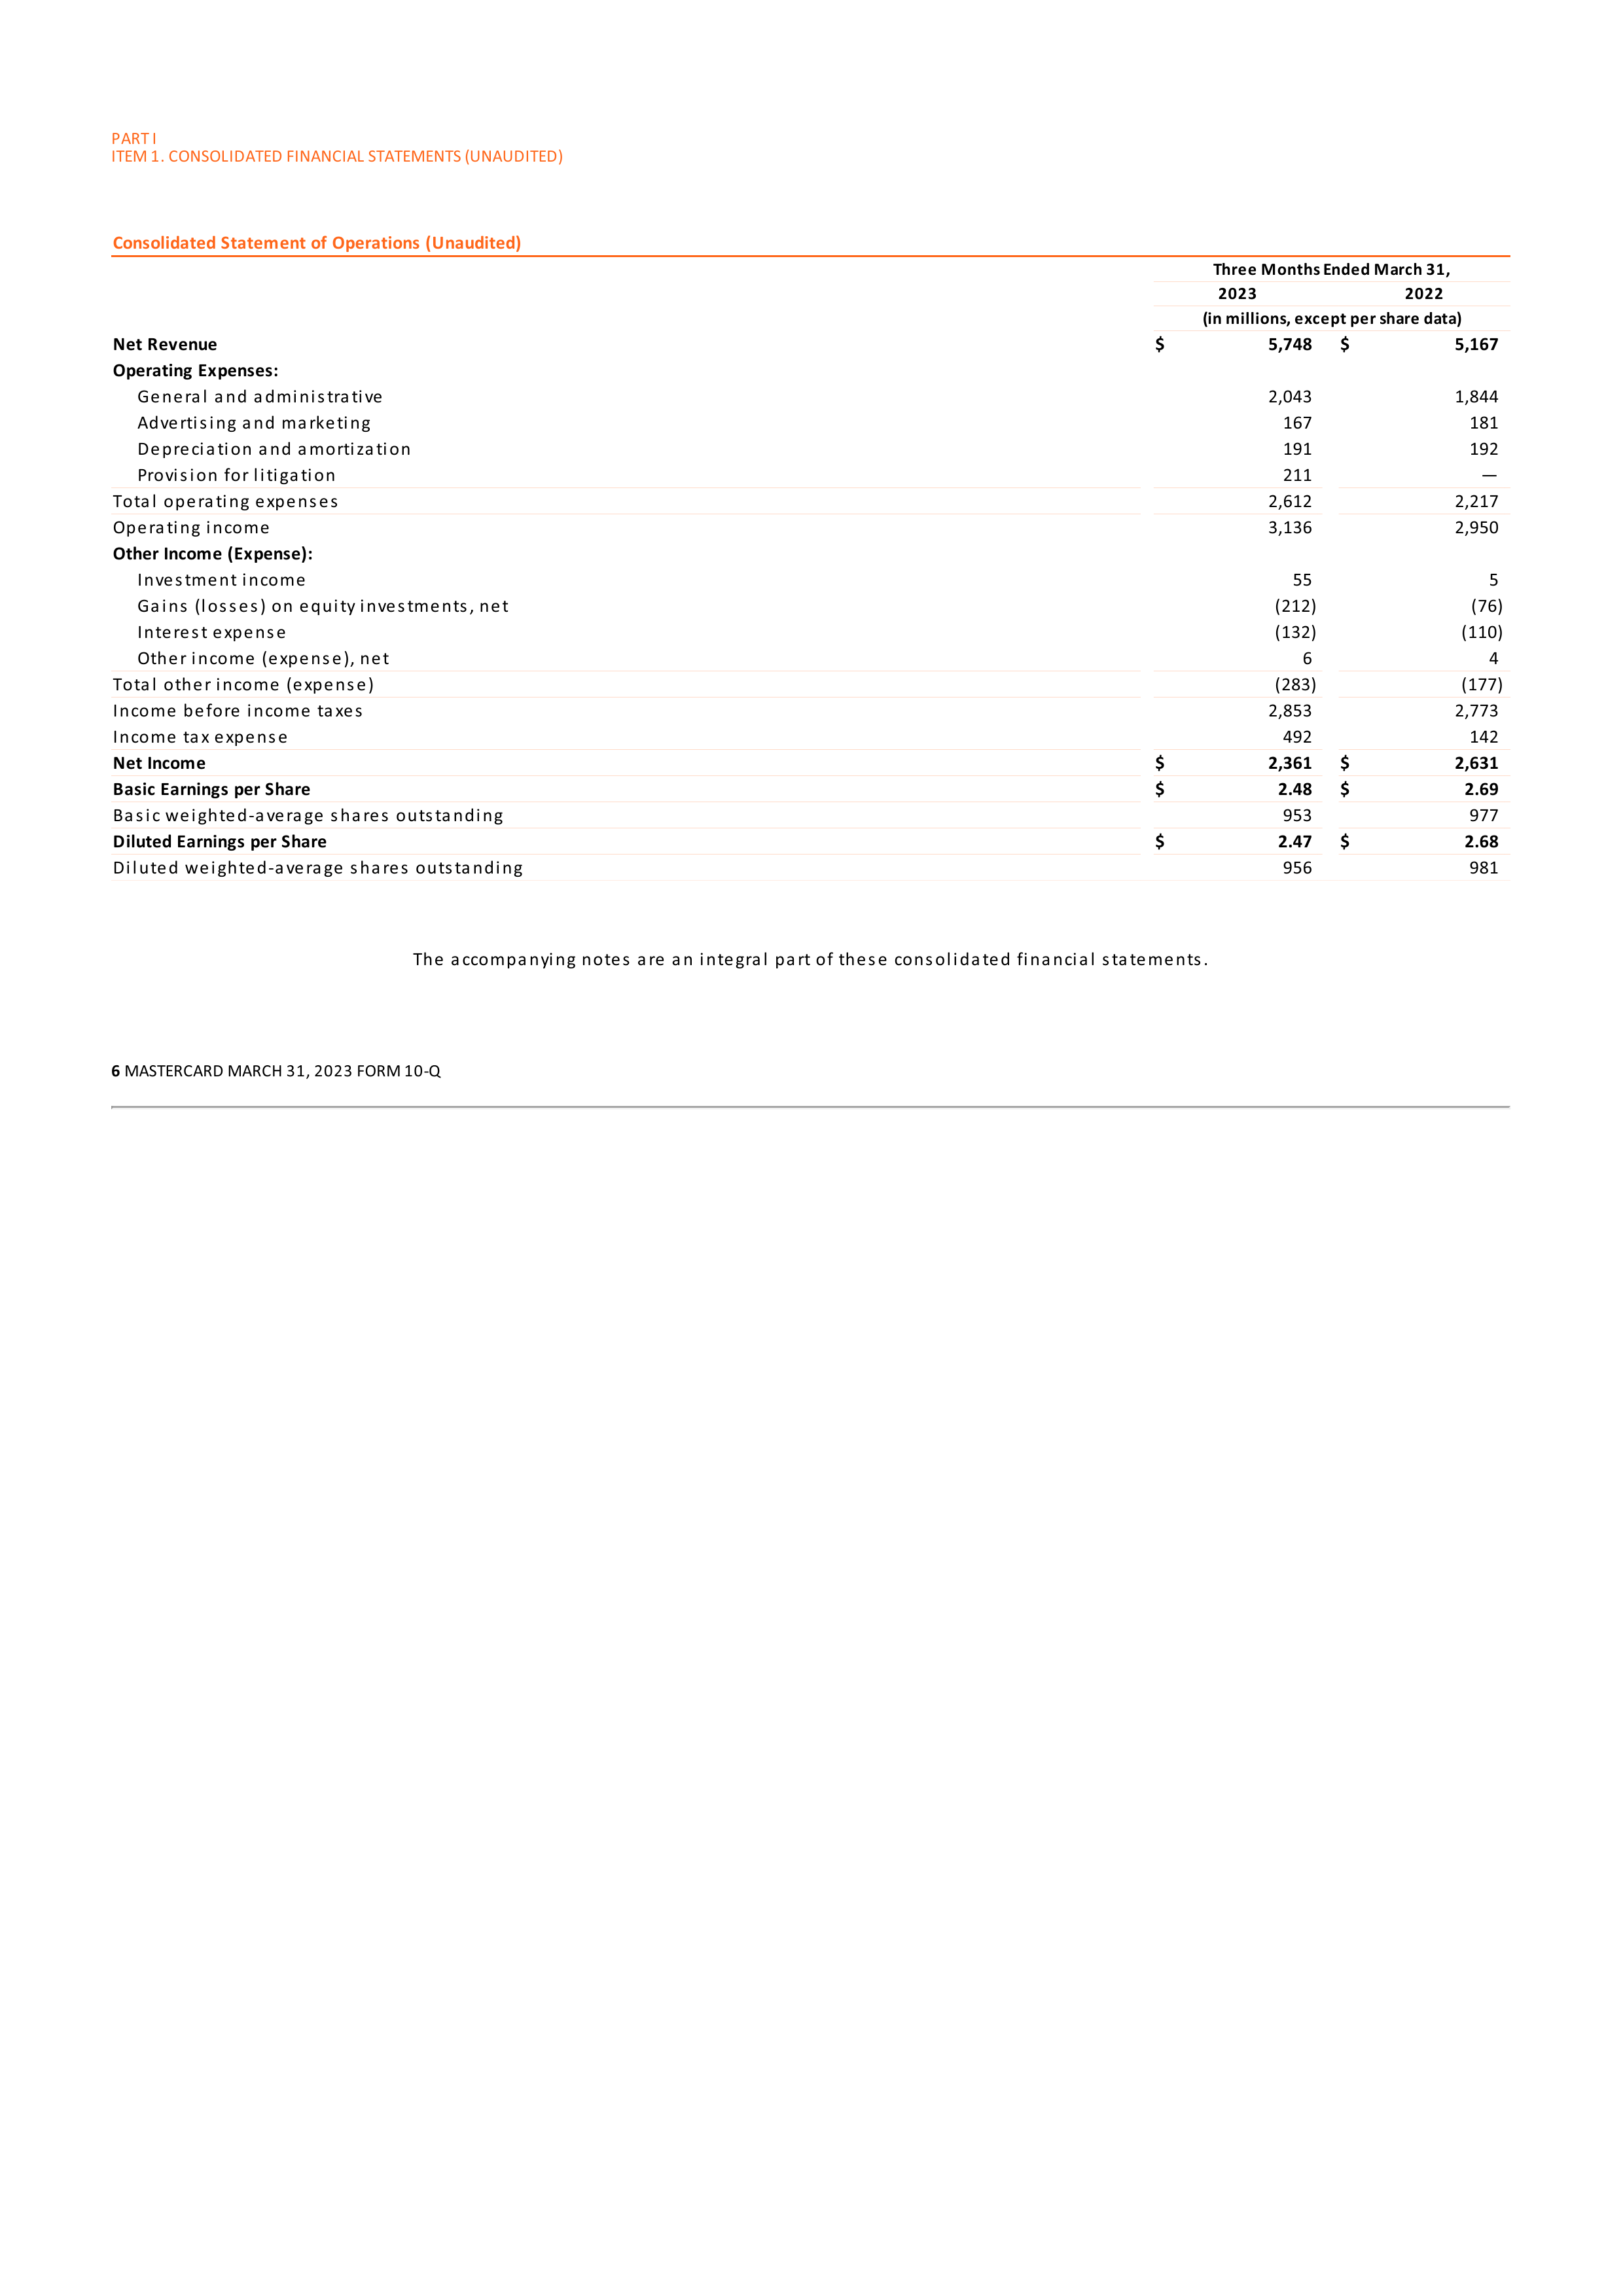 PART I
ITEM 1. CONSOLIDATED FINANCIAL STATEMENTS (UNAUDITED)
Consolidated Statement of Operations (Unaudited)
Three Months Ended March 31,
2023 2022
(in millions, except per share data)
Net Revenue $ 5,748 $ 5,167
Operating Expenses:
General and administrative 2,043 1,844
Advertising and marketing 167 181
Depreciation and amortization 191 192
Provision for litigation 211 —
Total operating expenses 2,612 2,217
Operating income 3,136 2,950
Other Income (Expense):
Investment income 55 5
Gains (losses) on equity investments, net (212) (76)
Interest expense (132) (110)
Other income (expense), net 6 4
Total other income (expense) (283) (177)
Income before income taxes 2,853 2,773
Income tax expense 492 142
Net Income $ 2,361 $ 2,631
Basic Earnings per Share $ 2.48 $ 2.69
Basic weighted-average shares outstanding 953 977
Diluted Earnings per Share $ 2.47 $ 2.68
Diluted weighted-average shares outstanding 956 981
The accompanying notes are an integral part of these consolidated financial statements.
6 MASTERCARD MARCH 31, 2023 FORM 10-Q